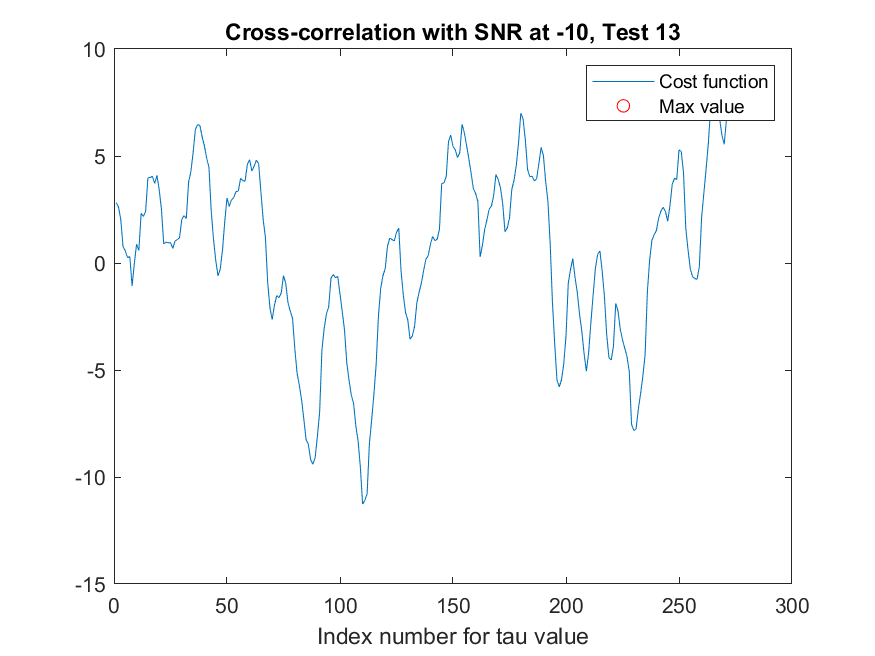 Cross-correlation with SNR at -10, Test 13
10
5
0
-5
-10
-15
Cost function
Max value
0 50 100 150 200 250 300
Index number for tau value